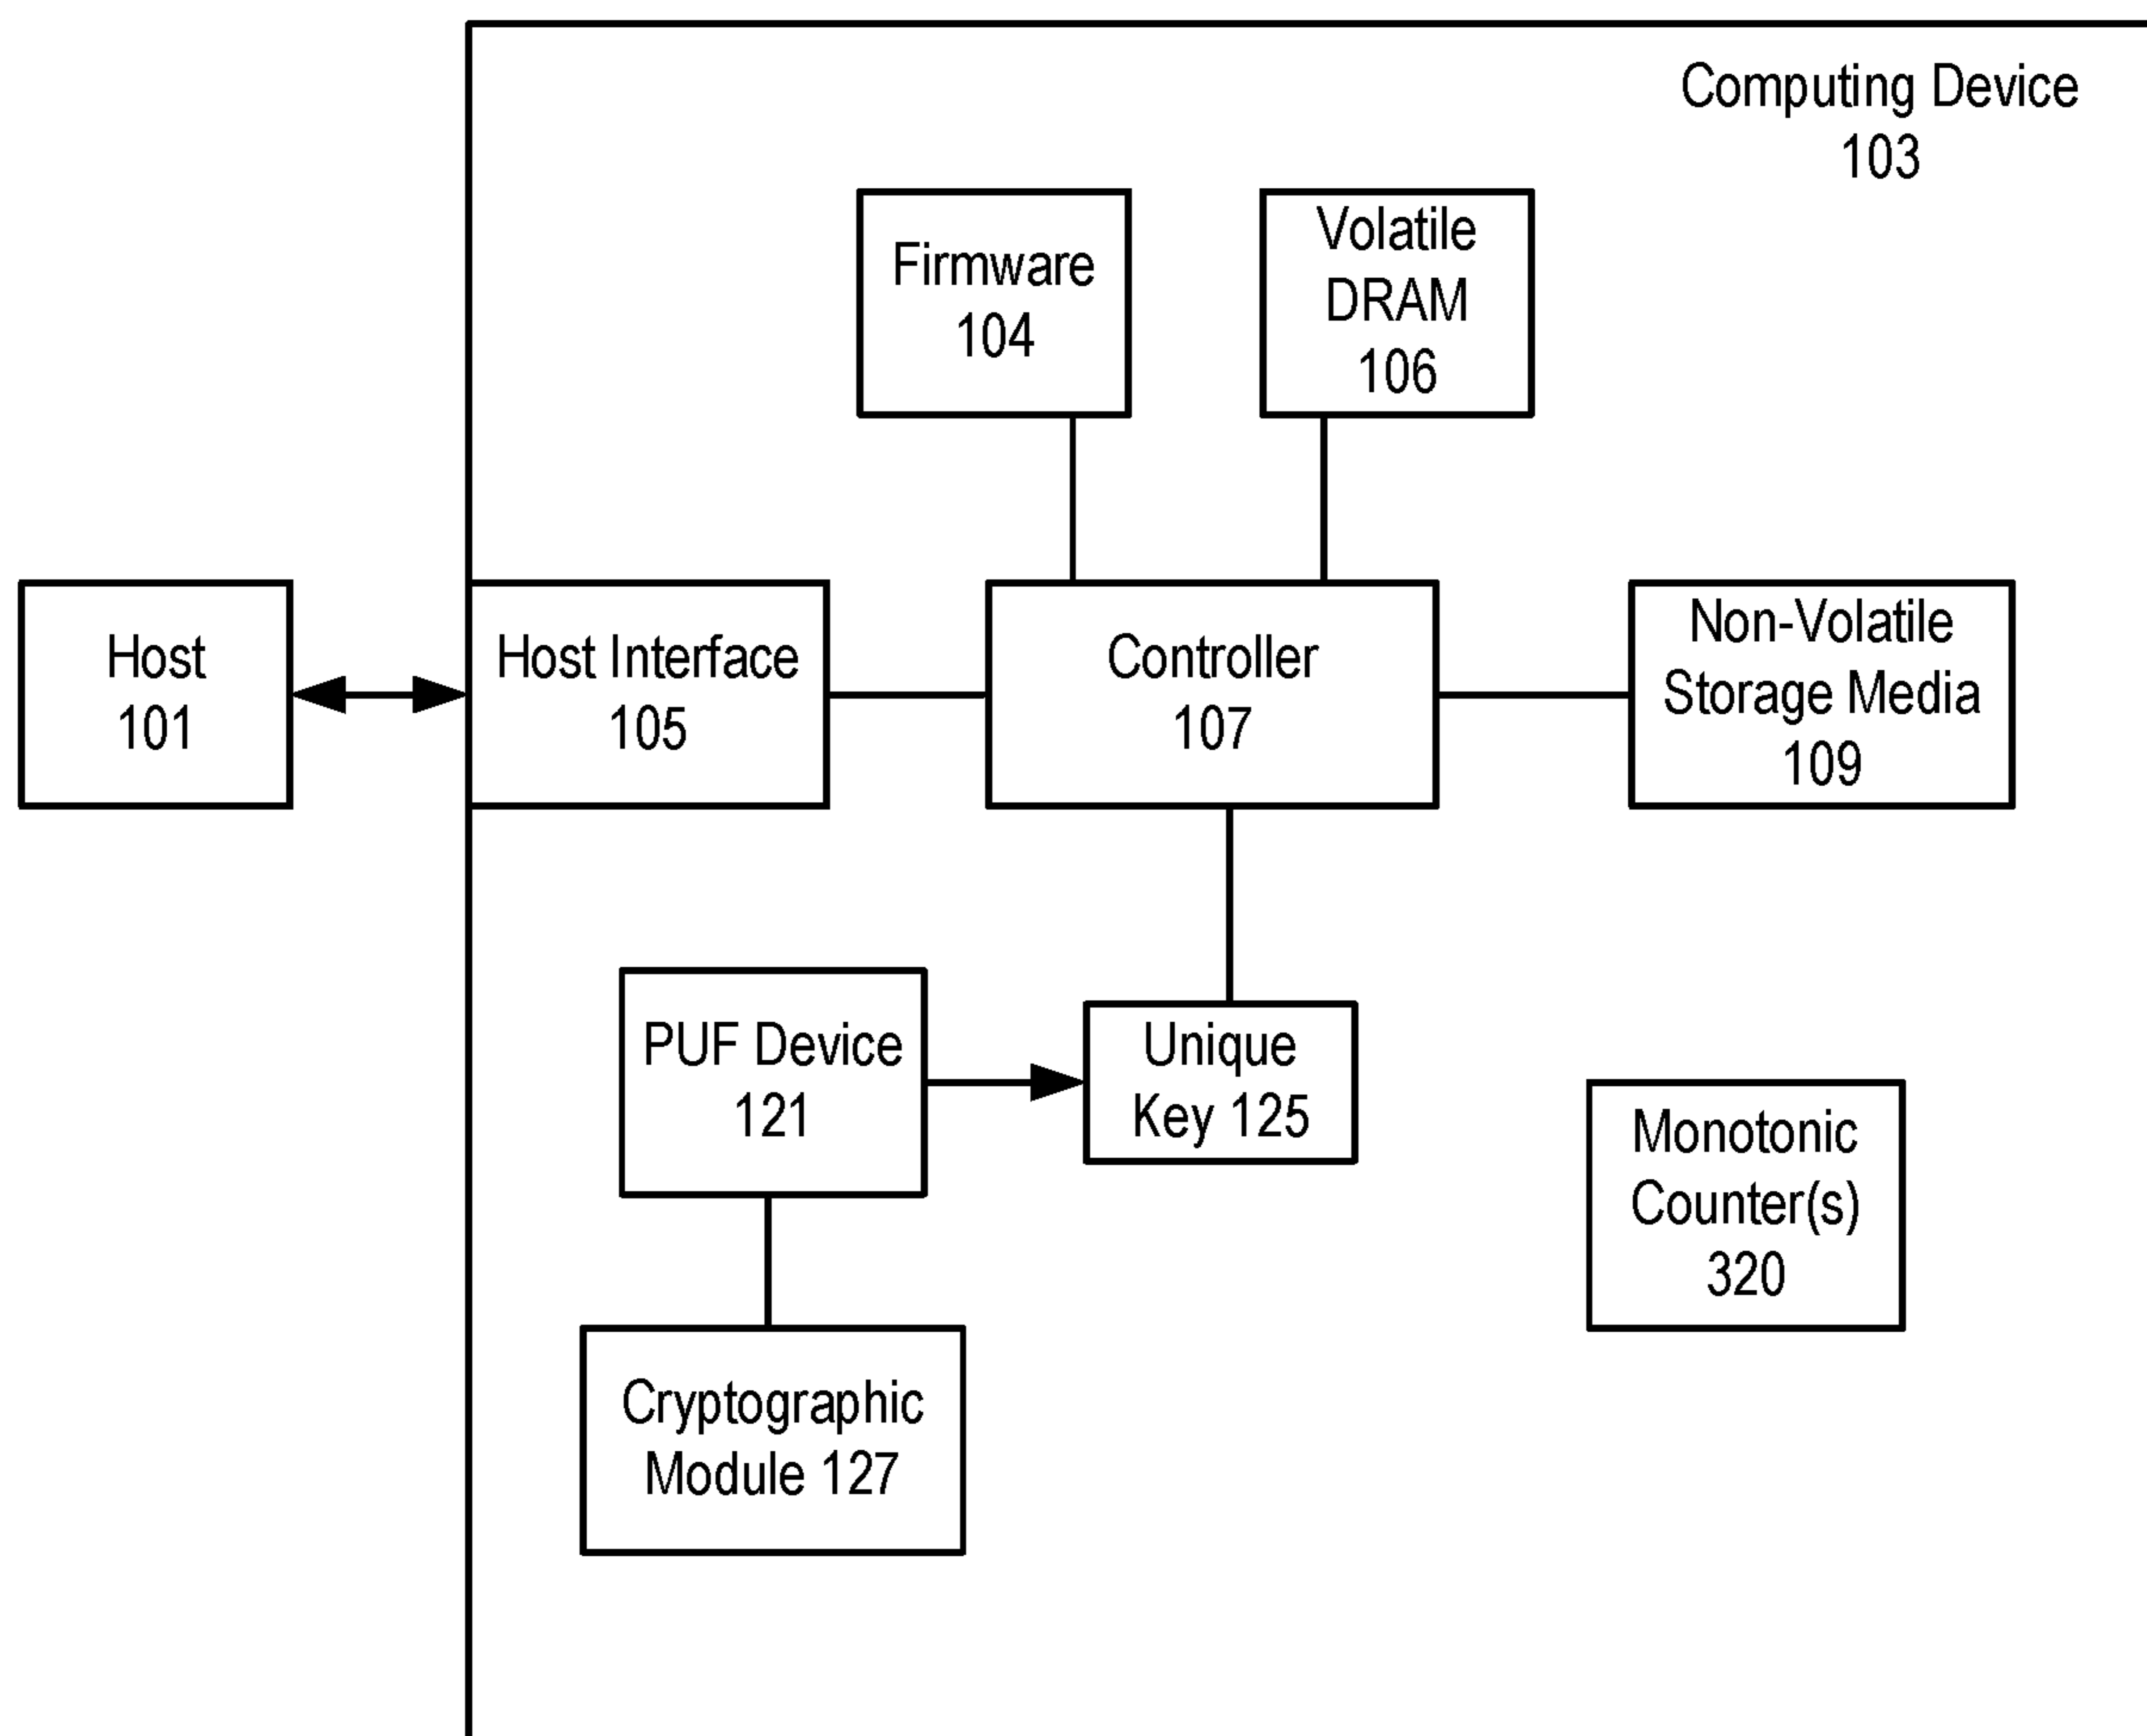 Computing Device
103
Firmware
104
Volatile
DRAM
106
Host
101
Host Interface
105
Controller
107
Non-Volatile
Storage Media
109
PUF Device
121
Unique
Key 125
Monotonic
Counter(s)
320
Cryptographic
Module 127